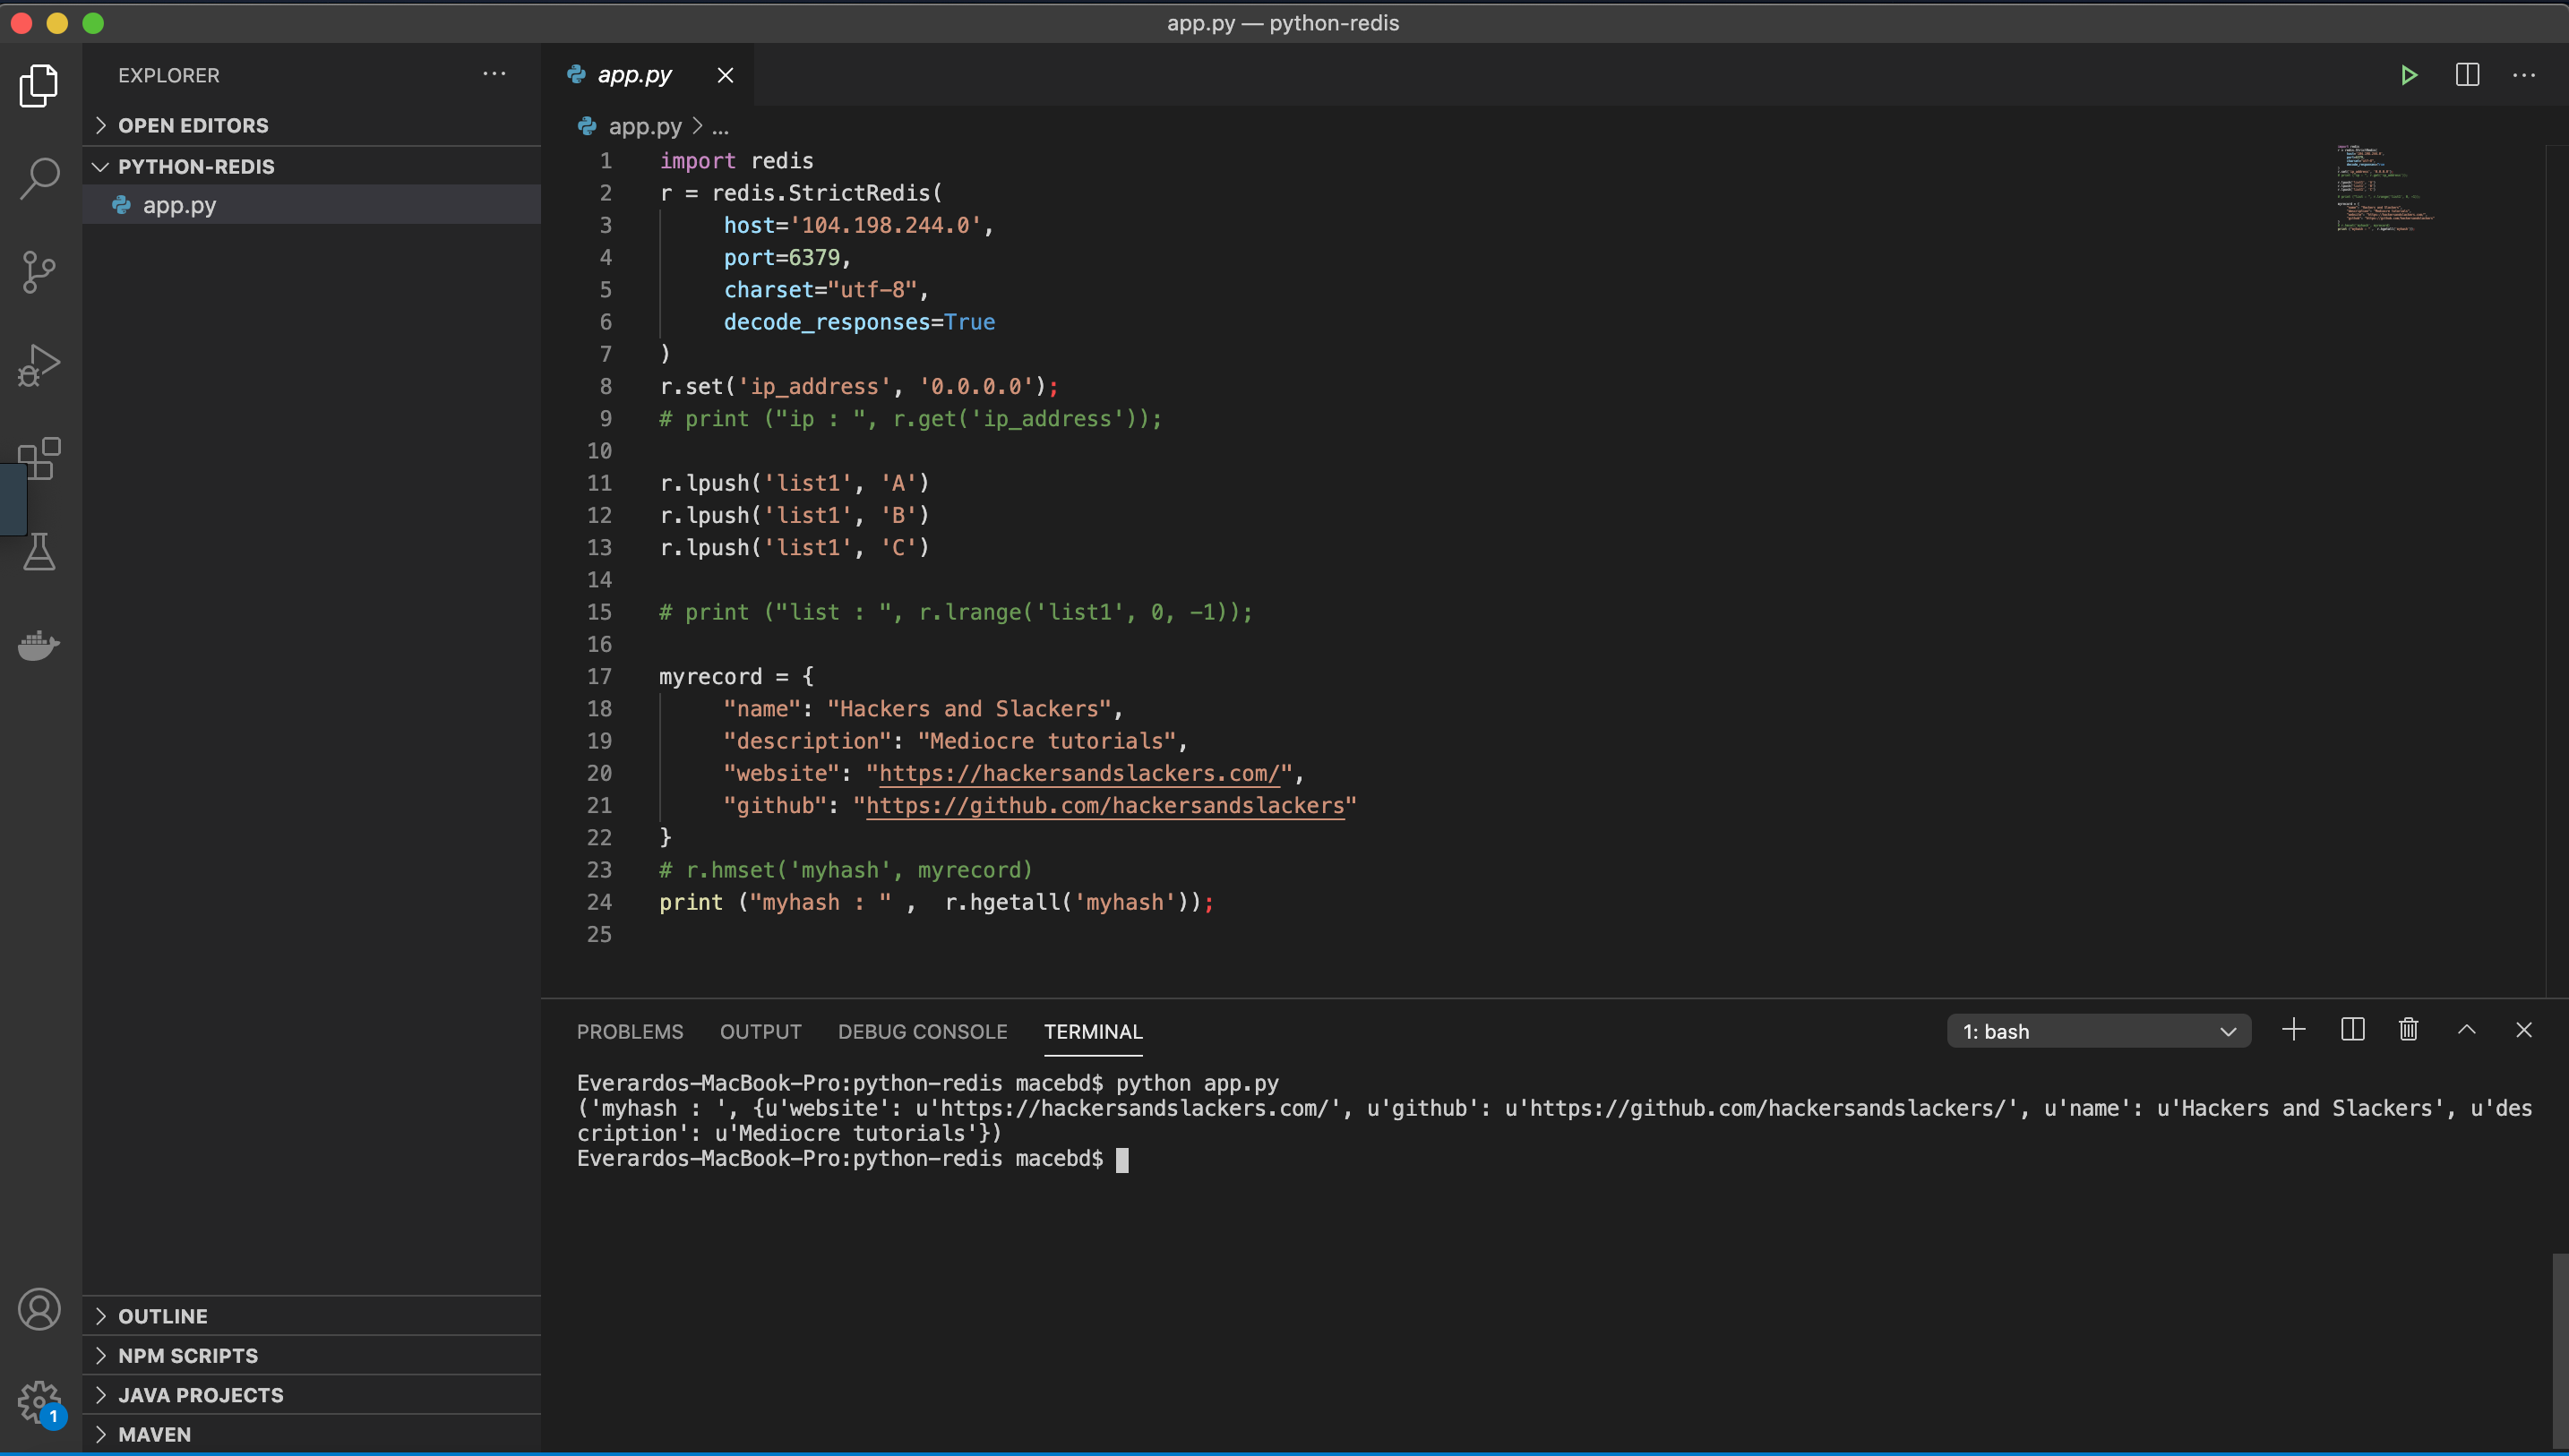 app.py — python-redis
EXPLORER
OPEN EDITORS
PYTHON-REDIS
app.py
OUTLINE
NPM SCRIPTS
JAVA PROJECTS
MAVEN
1
app.py
app.py > ...
1 import redis
2 r = redis.StrictRedis(
3 host='104.198.244.0',
4 port=6379,
5 charset="utf-8",
6 decode_responses=True
7 )
8 r.set('ip_address', '0.0.0.0');
9 # print ("ip : ", r.get('ip_address'));
10
11 r.lpush('list1', 'A')
12 r.lpush('list1', 'B')
13 r.lpush('list1', 'C')
14
15 # print ("list : ", r.lrange('list1', 0, -1));
16
17 myrecord = {
18 "name": "Hackers and Slackers",
19 "description": "Mediocre tutorials",
20 "website": "https://hackersandslackers.com/",
21 "github": "https://github.com/hackersandslackers"
22 }
23 # r.hmset('myhash', myrecord)
24 print ("myhash : " ,  r.hgetall('myhash'));
25
PROBLEMS OUTPUT DEBUG CONSOLE TERMINAL 1: bash
Everardos-MacBook-Pro:python-redis macebd$ python app.py
('myhash : ', {u'website': u'https://hackersandslackers.com/', u'github': u'https://github.com/hackersandslackers/', u'name': u'Hackers and Slackers', u'des
cription': u'Mediocre tutorials'})
Everardos-MacBook-Pro:python-redis macebd$